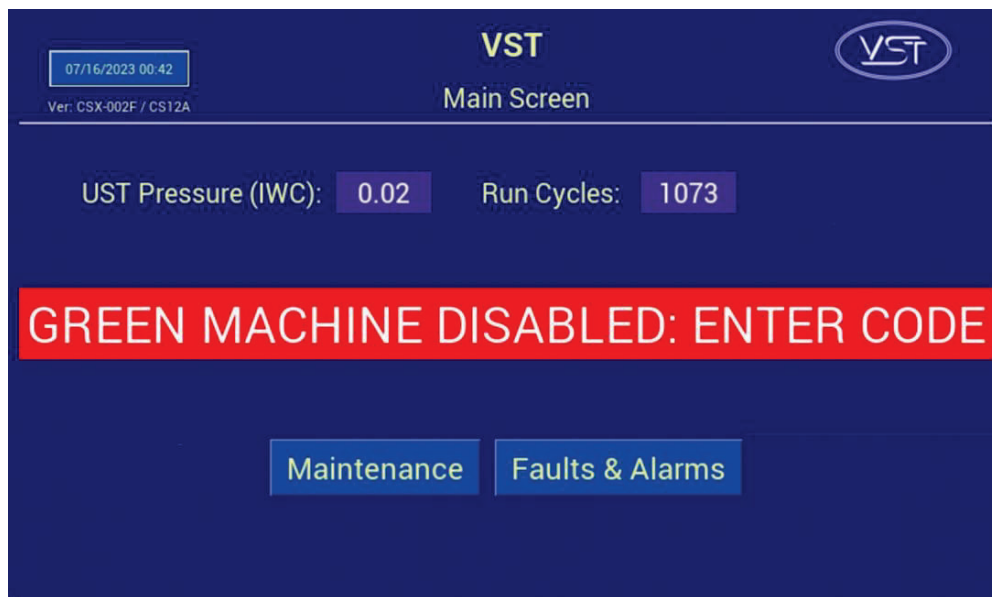 VST
VST
07/16/2023 00:42
Main Screen
Ver: CSX-002F / CS12A
UST Pressure (IWC): 0.02 Run Cycles: 1073
GREEN MACHINE DISABLED: ENTER CODE
Maintenance Faults & Alarms